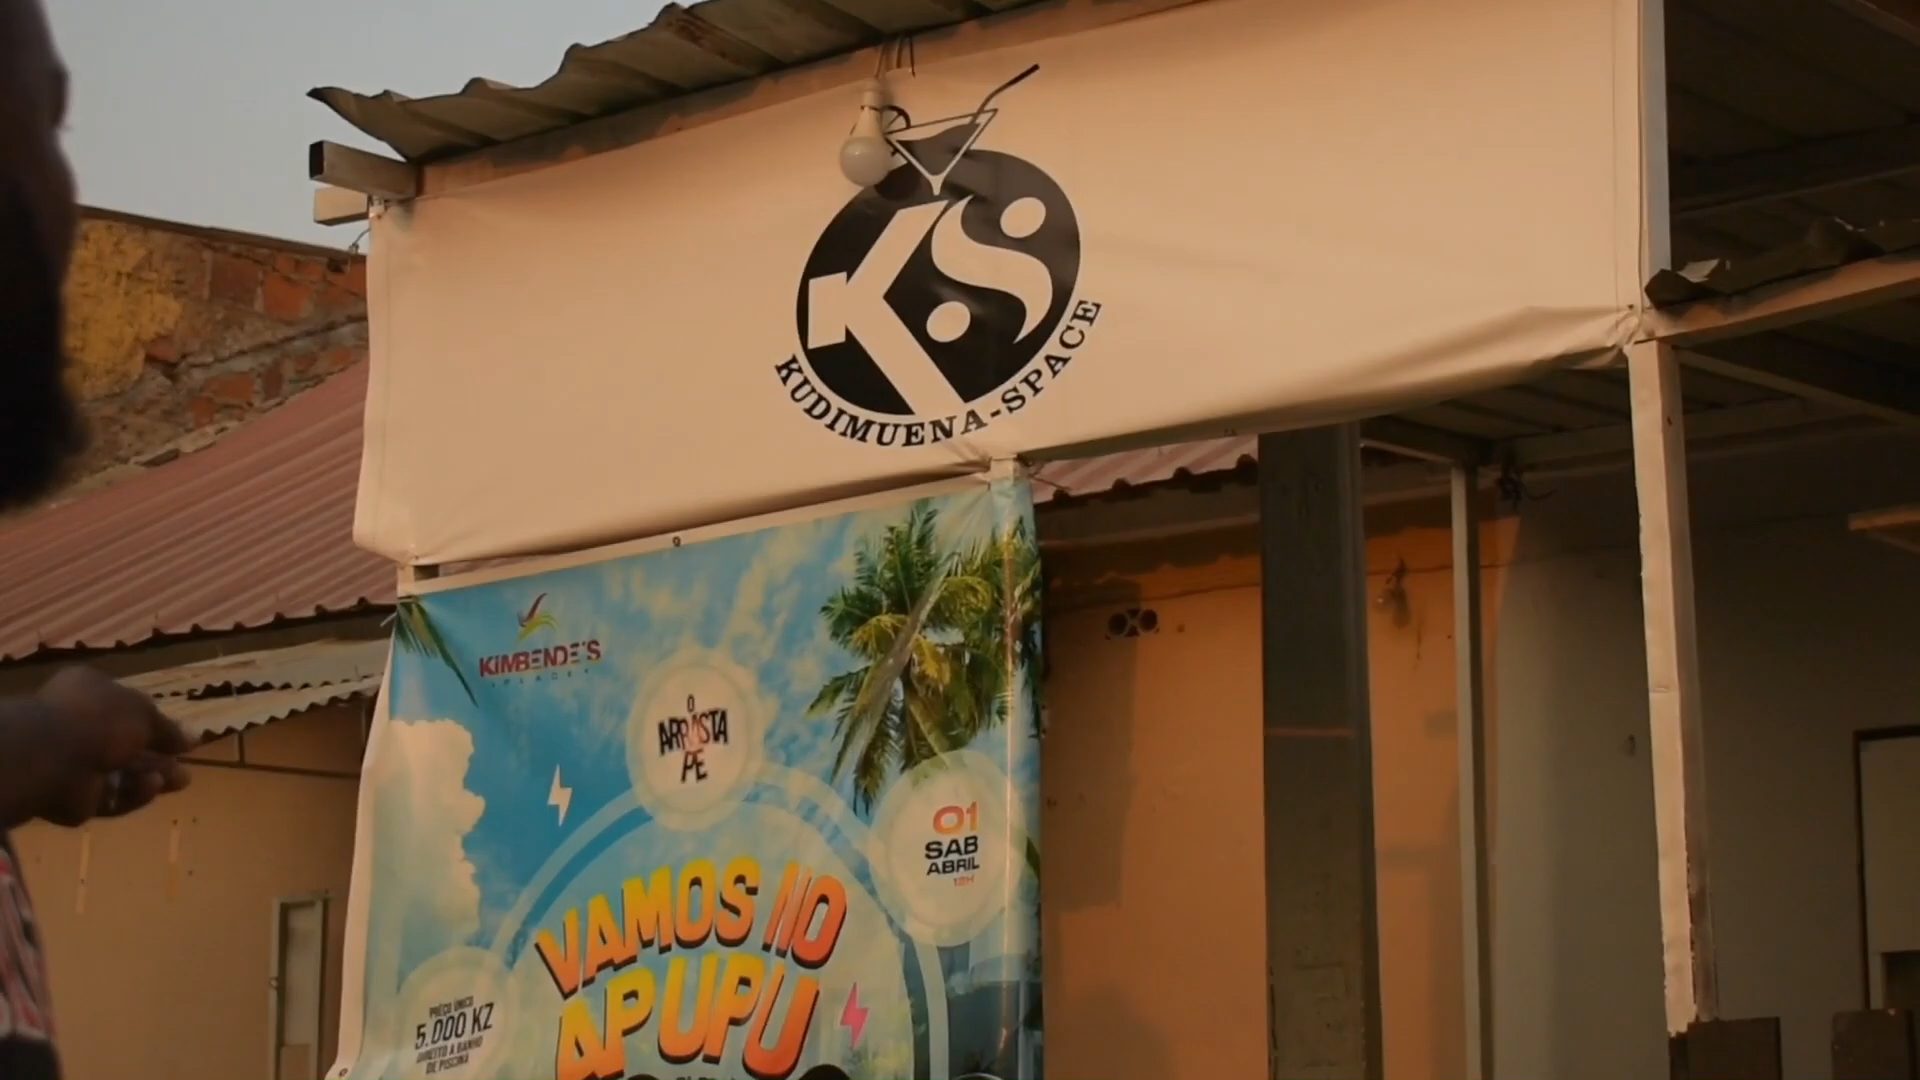 KS
KUDIMUENA-SPACE
KIMBENDE'S
O
ARRASTA
PE
01
SAB
ABRIL
12H
VAMOS NO
APUPU
PREÇO ÚNICO
5.000 KZ
DIREITO A BANHO
DE PISCINA